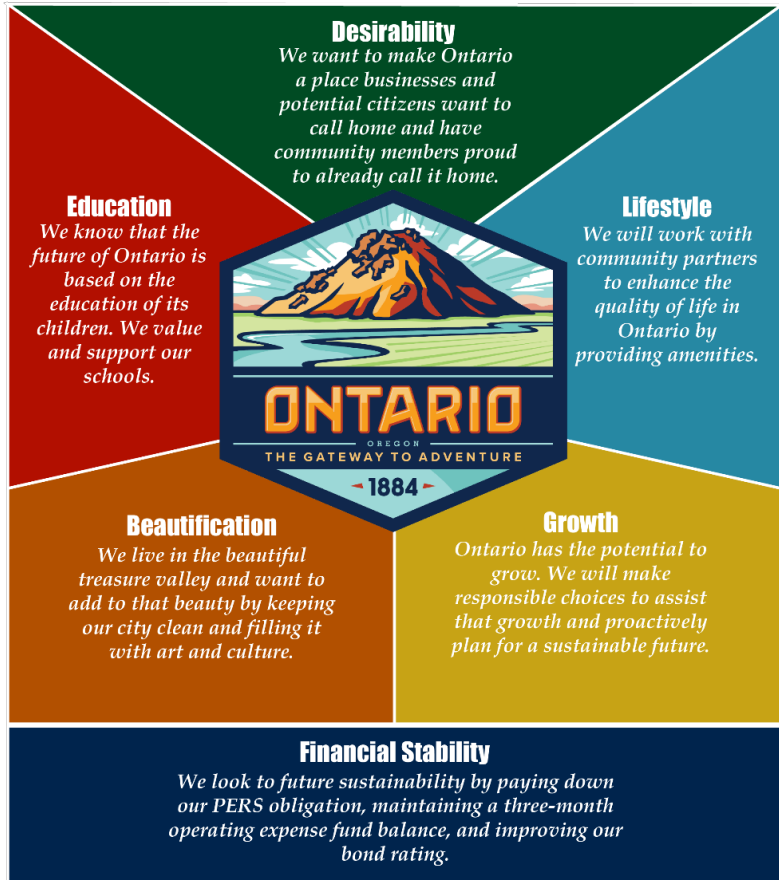 Desirability
We want to make Ontario
a place businesses and
potential citizens want to
call home and have
community members proud
to already call it home.
Education
We know that the
future of Ontario is
based on the
education of its
children. We value
and support our
schools.
Lifestyle
We will work with
community partners
to enhance the
quality of life in
Ontario by
providing amenities.
ONTARIO
OREGON
THE GATEWAY TO ADVENTURE
1884
Beautification
We live in the beautiful
treasure valley and want to
add to that beauty by keeping
our city clean and filling it
with art and culture.
Growth
Ontario has the potential to
grow. We will make
responsible choices to assist
that growth and proactively
plan for a sustainable future.
Financial Stability
We look to future sustainability by paying down
our PERS obligation, maintaining a three-month
operating expense fund balance, and improving our
bond rating.